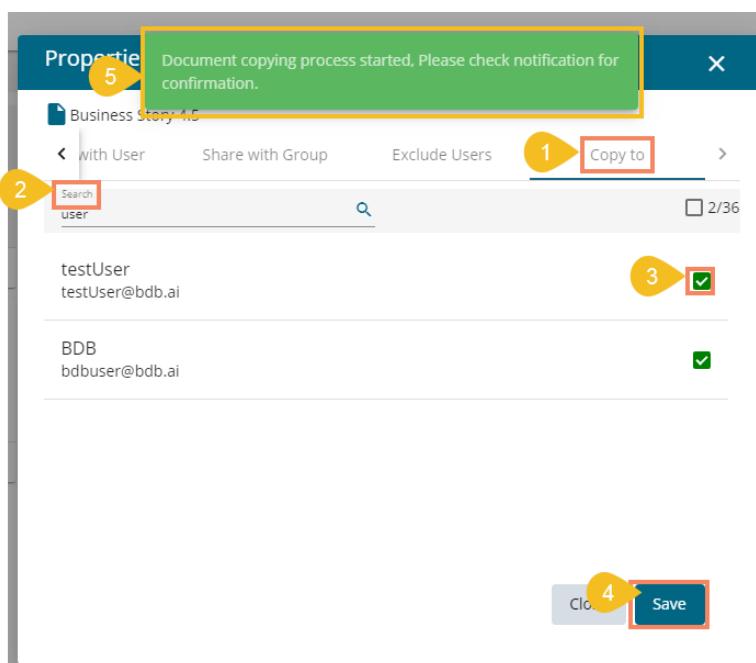 Propertie
5
Document copying process started, Please check notification for
confirmation.
Business Story 4.5
with User
Share with Group
Exclude Users
1
Copy to
2
Search
user
2/36
testUser
testUser@bdb.ai
3
BDB
bdbuser@bdb.ai
4
Save